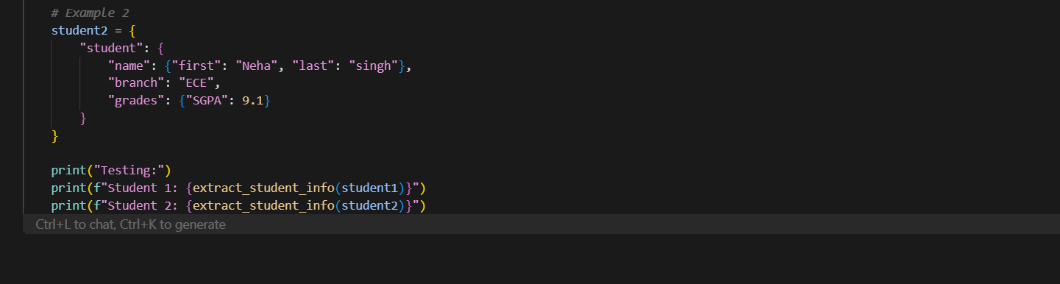 # Example 2
student2 = {
    "student": {
        "name": {"first": "Neha", "last": "singh"},
        "branch": "ECE",
        "grades": {"SGPA": 9.1}
    }
}

print("Testing:")
print(f"Student 1: {extract_student_info(student1)}")
print(f"Student 2: {extract_student_info(student2)}")
Ctrl+L to chat, Ctrl+K to generate